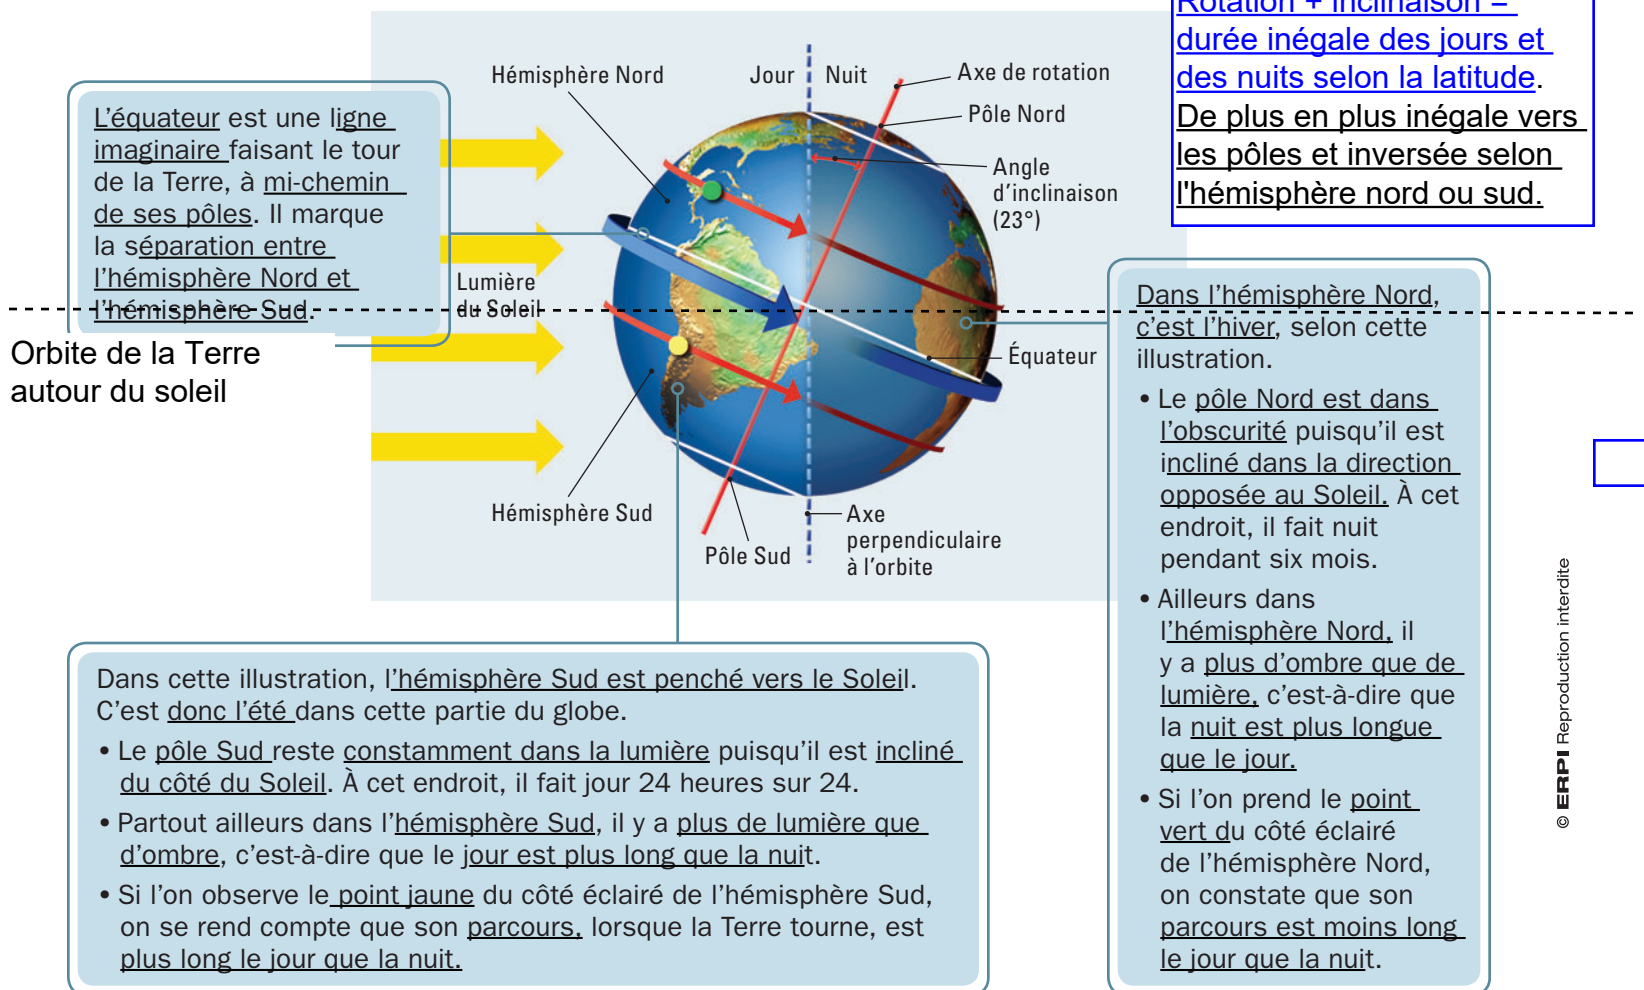 Rotation + inclinaison =
durée inégale des jours et
des nuits selon la latitude.
De plus en plus inégale vers
les pôles et inversée selon
l'hémisphère nord ou sud.
L'équateur est une ligne
imaginaire faisant le tour
de la Terre, à mi-chemin
de ses pôles. Il marque
la séparation entre
l'hémisphère Nord et
l'hémisphère Sud.
Orbite de la Terre
autour du soleil
Hémisphère Nord
Jour
Nuit
Axe de rotation
Pôle Nord
Angle
d'inclinaison
(23°)
Lumière
du Soleil
Équateur
Hémisphère Sud
Pôle Sud
Axe
perpendiculaire
à l'orbite
Dans l'hémisphère Nord,
c'est l'hiver, selon cette
illustration.
• Le pôle Nord est dans
l'obscurité puisqu'il est
incliné dans la direction
opposée au Soleil. À cet
endroit, il fait nuit
pendant six mois.
• Ailleurs dans
l'hémisphère Nord, il
y a plus d'ombre que de
lumière, c'est-à-dire que
la nuit est plus longue
que le jour.
• Si l'on prend le point
vert du côté éclairé
de l'hémisphère Nord,
on constate que son
parcours est moins long
le jour que la nuit.
Dans cette illustration, l'hémisphère Sud est penché vers le Soleil.
C'est donc l'été dans cette partie du globe.
• Le pôle Sud reste constamment dans la lumière puisqu'il est incliné
du côté du Soleil. À cet endroit, il fait jour 24 heures sur 24.
• Partout ailleurs dans l'hémisphère Sud, il y a plus de lumière que
d'ombre, c'est-à-dire que le jour est plus long que la nuit.
• Si l'on observe le point jaune du côté éclairé de l'hémisphère Sud,
on se rend compte que son parcours, lorsque la Terre tourne, est
plus long le jour que la nuit.
© ERPI Reproduction interdite